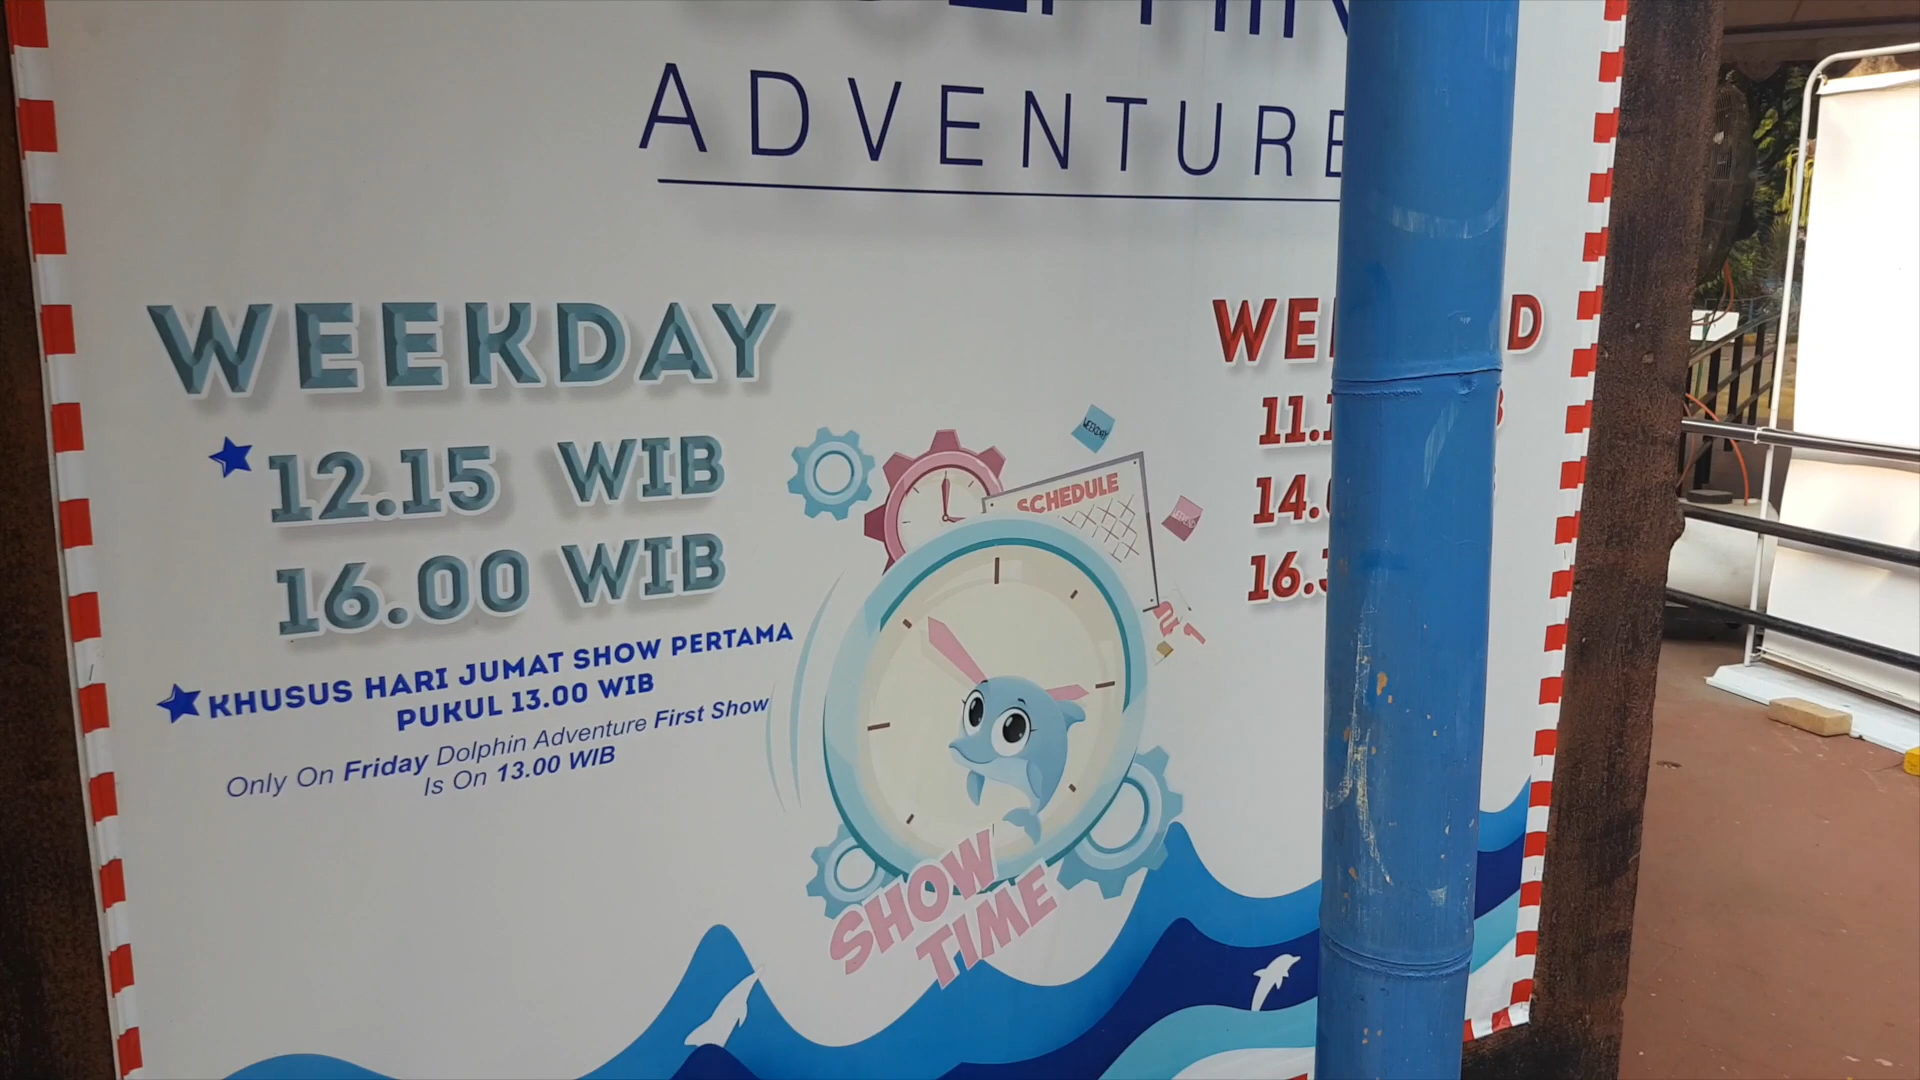 ADVENTURE
WEEKDAY
12.15 WIB
16.00 WIB
KHUSUS HARI JUMAT SHOW PERTAMA
PUKUL 13.00 WIB
Only On Friday Dolphin Adventure First Show
Is On 13.00 WIB
WEEKDAY
SCHEDULE
SHOW
TIME